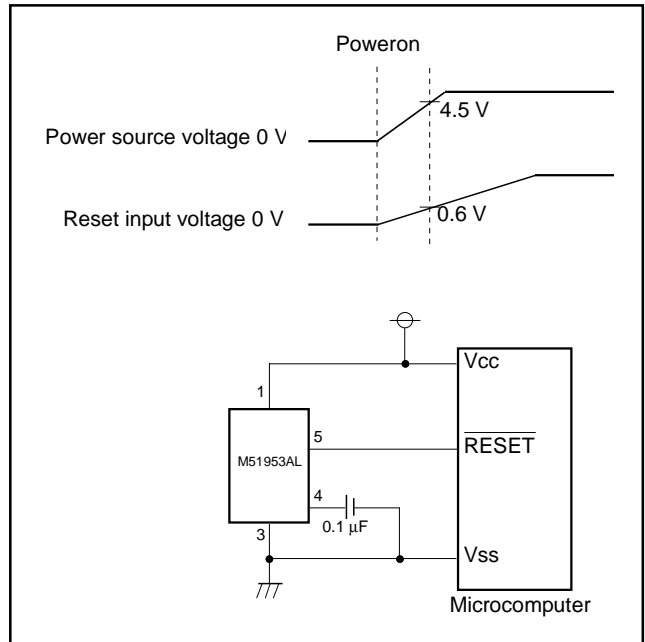 Poweron
4.5 V
Power source voltage 0 V
Reset input voltage 0 V
0.6 V
Vcc
1
5
RESET
M51953AL
4
0.1 μF
3
Vss
Microcomputer